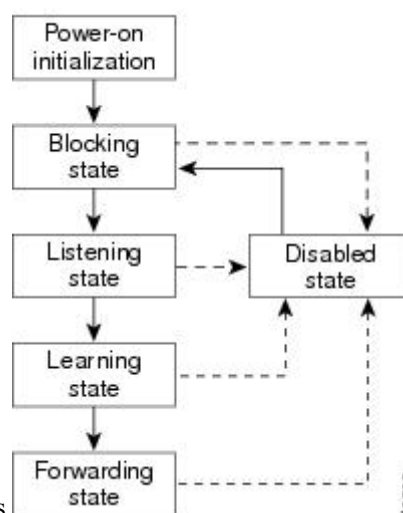 Power-on
initialization
Blocking
state
Listening
state
Disabled
state
Learning
state
Forwarding
state
s